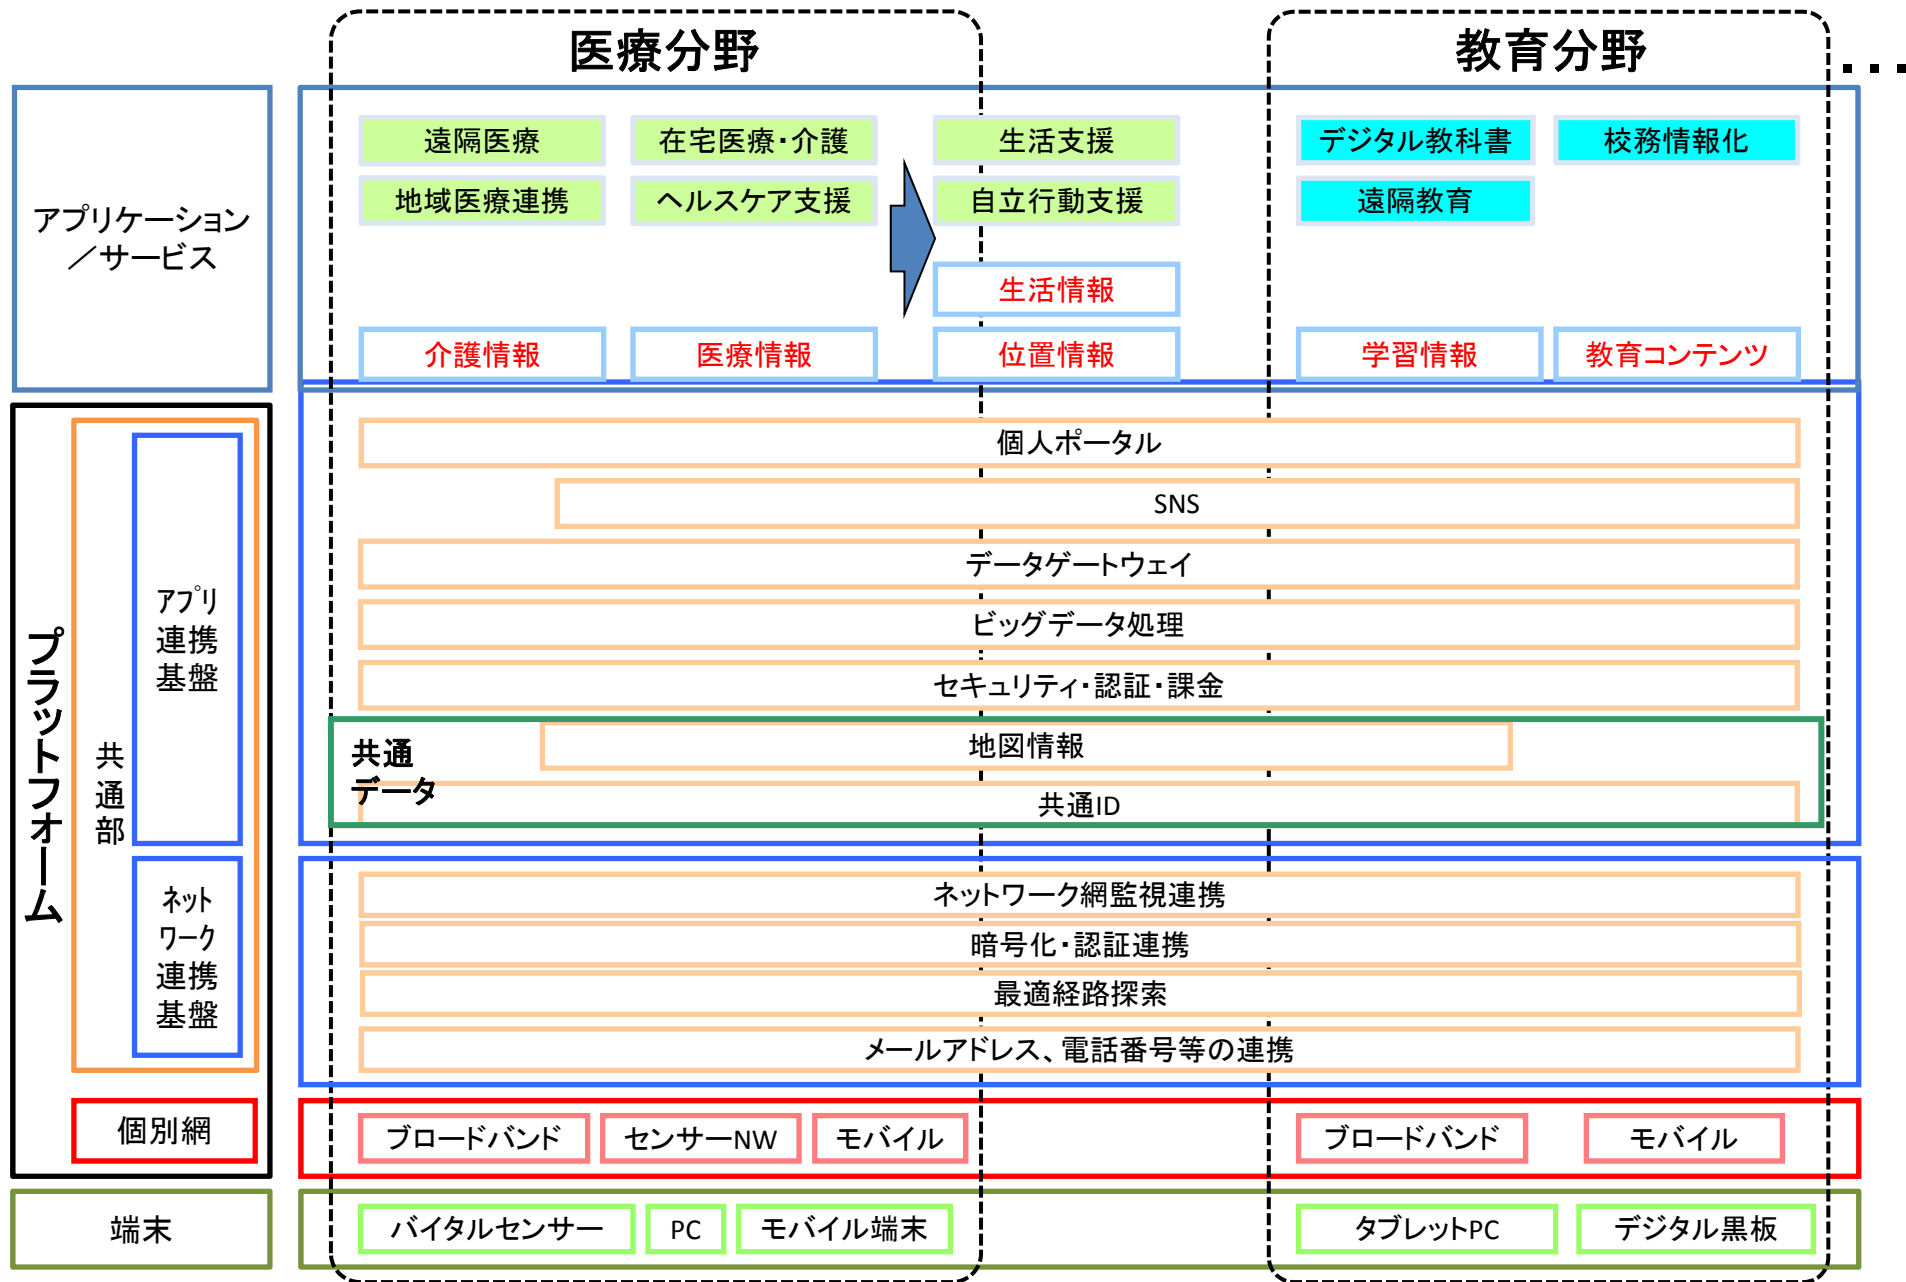 医療分野
教育分野
・・・
アプリケーション
／サービス
遠隔医療
在宅医療・介護
生活支援
デジタル教科書
校務情報化
地域医療連携
ヘルスケア支援
自立行動支援
遠隔教育
生活情報
介護情報
医療情報
位置情報
学習情報
教育コンテンツ
プラットフォーム
共通部
アプリ
連携
基盤
個人ポータル
SNS
データゲートウェイ
ビッグデータ処理
セキュリティ・認証・課金
共通
データ
地図情報
共通ID
ネット
ワーク
連携
基盤
ネットワーク網監視連携
暗号化・認証連携
最適経路探索
メールアドレス、電話番号等の連携
個別網
ブロードバンド
センサーNW
モバイル
ブロードバンド
モバイル
端末
バイタルセンサー
PC
モバイル端末
タブレットPC
デジタル黒板